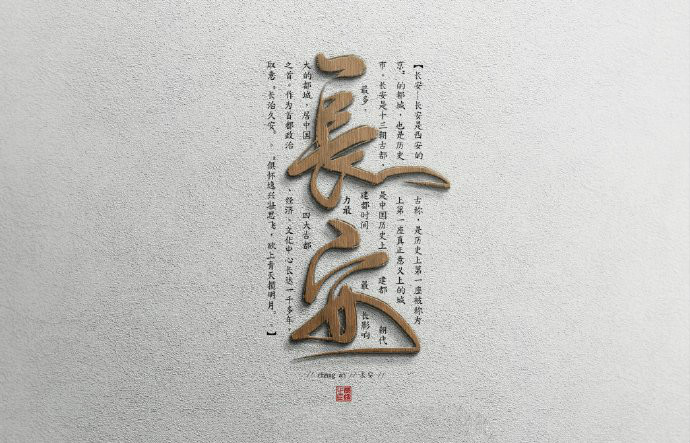 長安
【长安—长安是西安的古称，是历史上第一座被称为
京”的都城，也是历史上第一座真正意义上的城
市，长安是十三朝古都，是中国历史上建都朝代
最多，建都时间最长影响
力最
大的都城，居中国四大古都
之首。作为首都政治、经济、文化中心长达一千多年，
取意“长治久安。”“俱怀逸兴壮思飞，欲上青天揽明月。】
// chang an // 长安 //